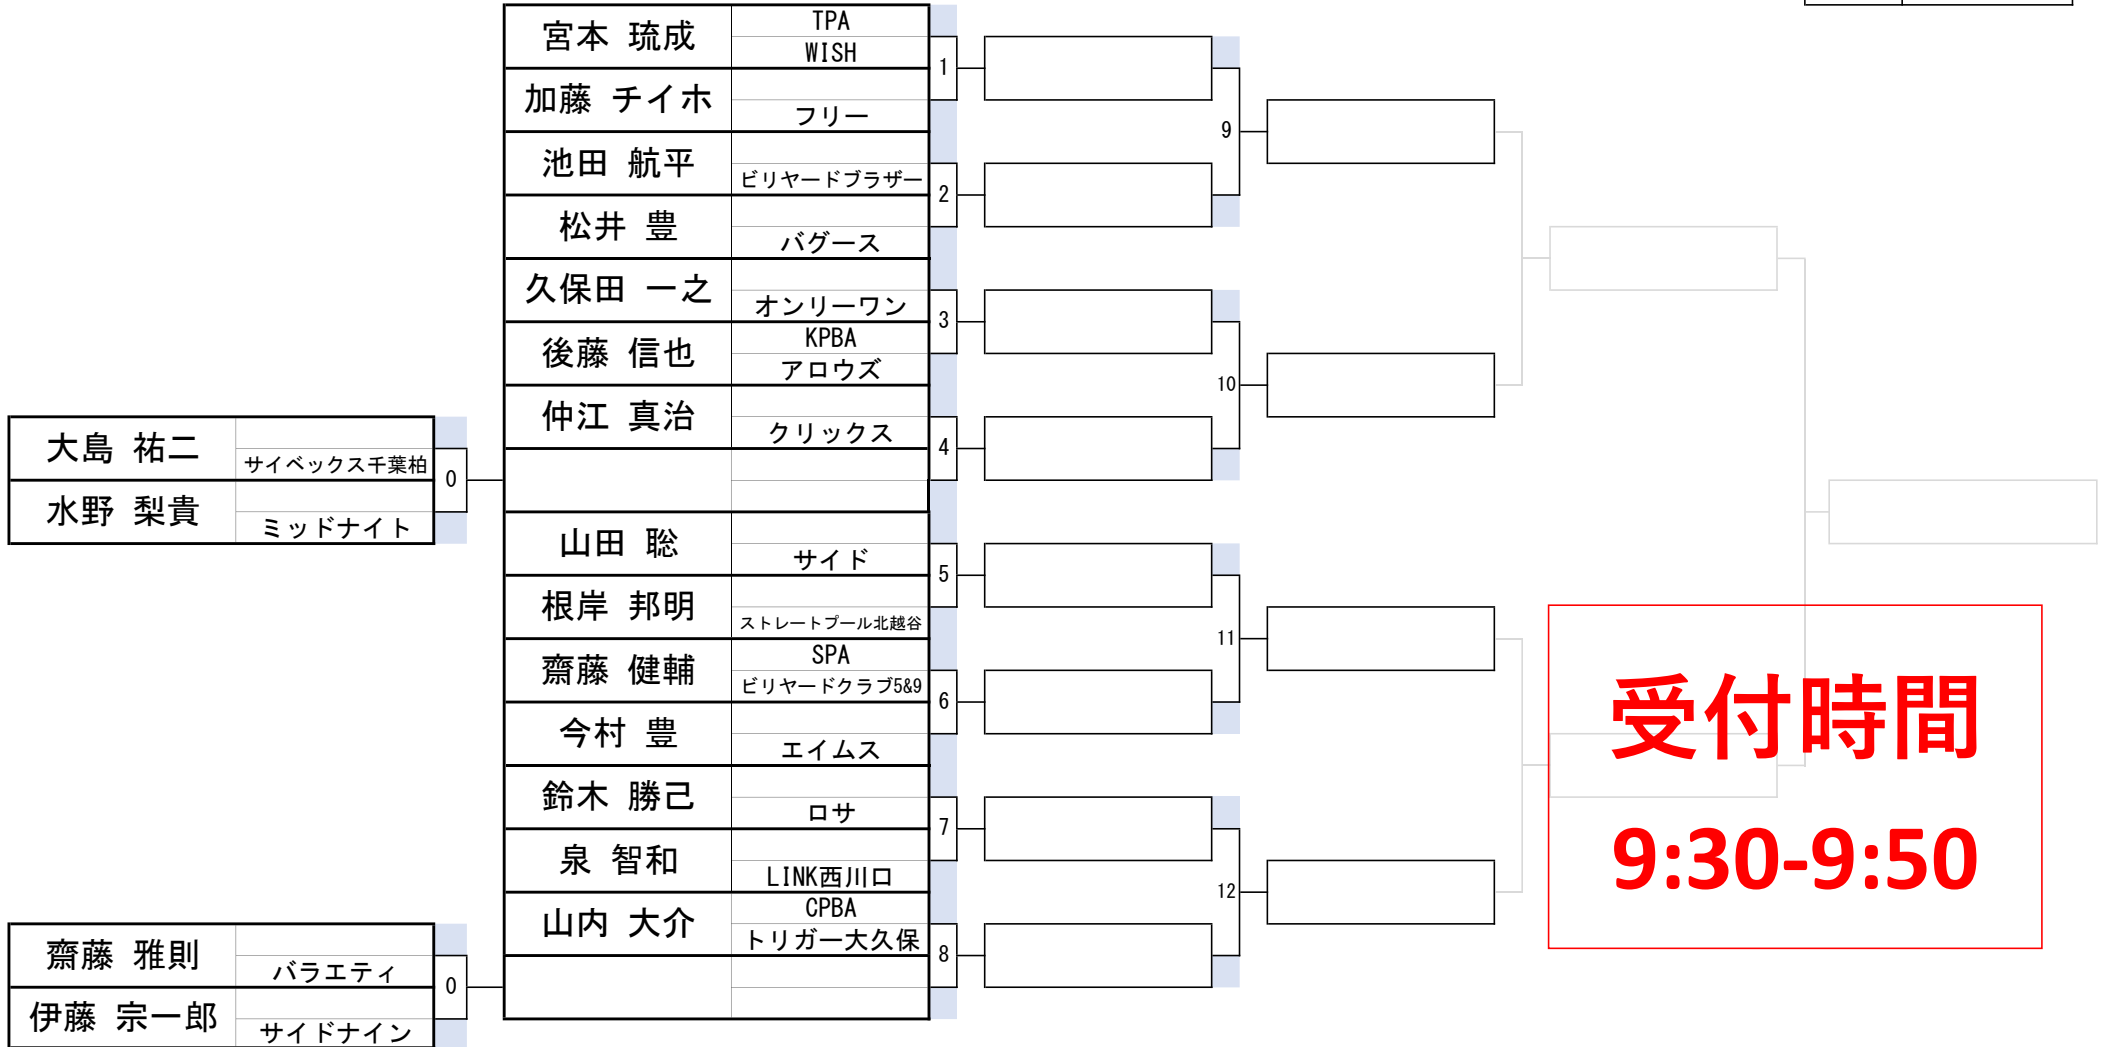 宮本 琉成
TPA
WISH
1
加藤 チイホ
フリー
9
池田 航平
ビリヤードブラザー
2
松井 豊
バグース
久保田 一之
オンリーワン
3
後藤 信也
KPBA
アロウズ
10
仲江 真治
クリックス
4
大島 祐二
サイベックス千葉柏
0
水野 梨貴
ミッドナイト
山田 聡
サイド
5
根岸 邦明
ストレートプール北越谷
11
齋藤 健輔
SPA
ビリヤードクラブ5&9
6
今村 豊
エイムス
鈴木 勝己
ロサ
7
泉 智和
LINK西川口
12
山内 大介
CPBA
トリガー大久保
8
齋藤 雅則
バラエティ
0
伊藤 宗一郎
サイドナイン
受付時間
9:30-9:50